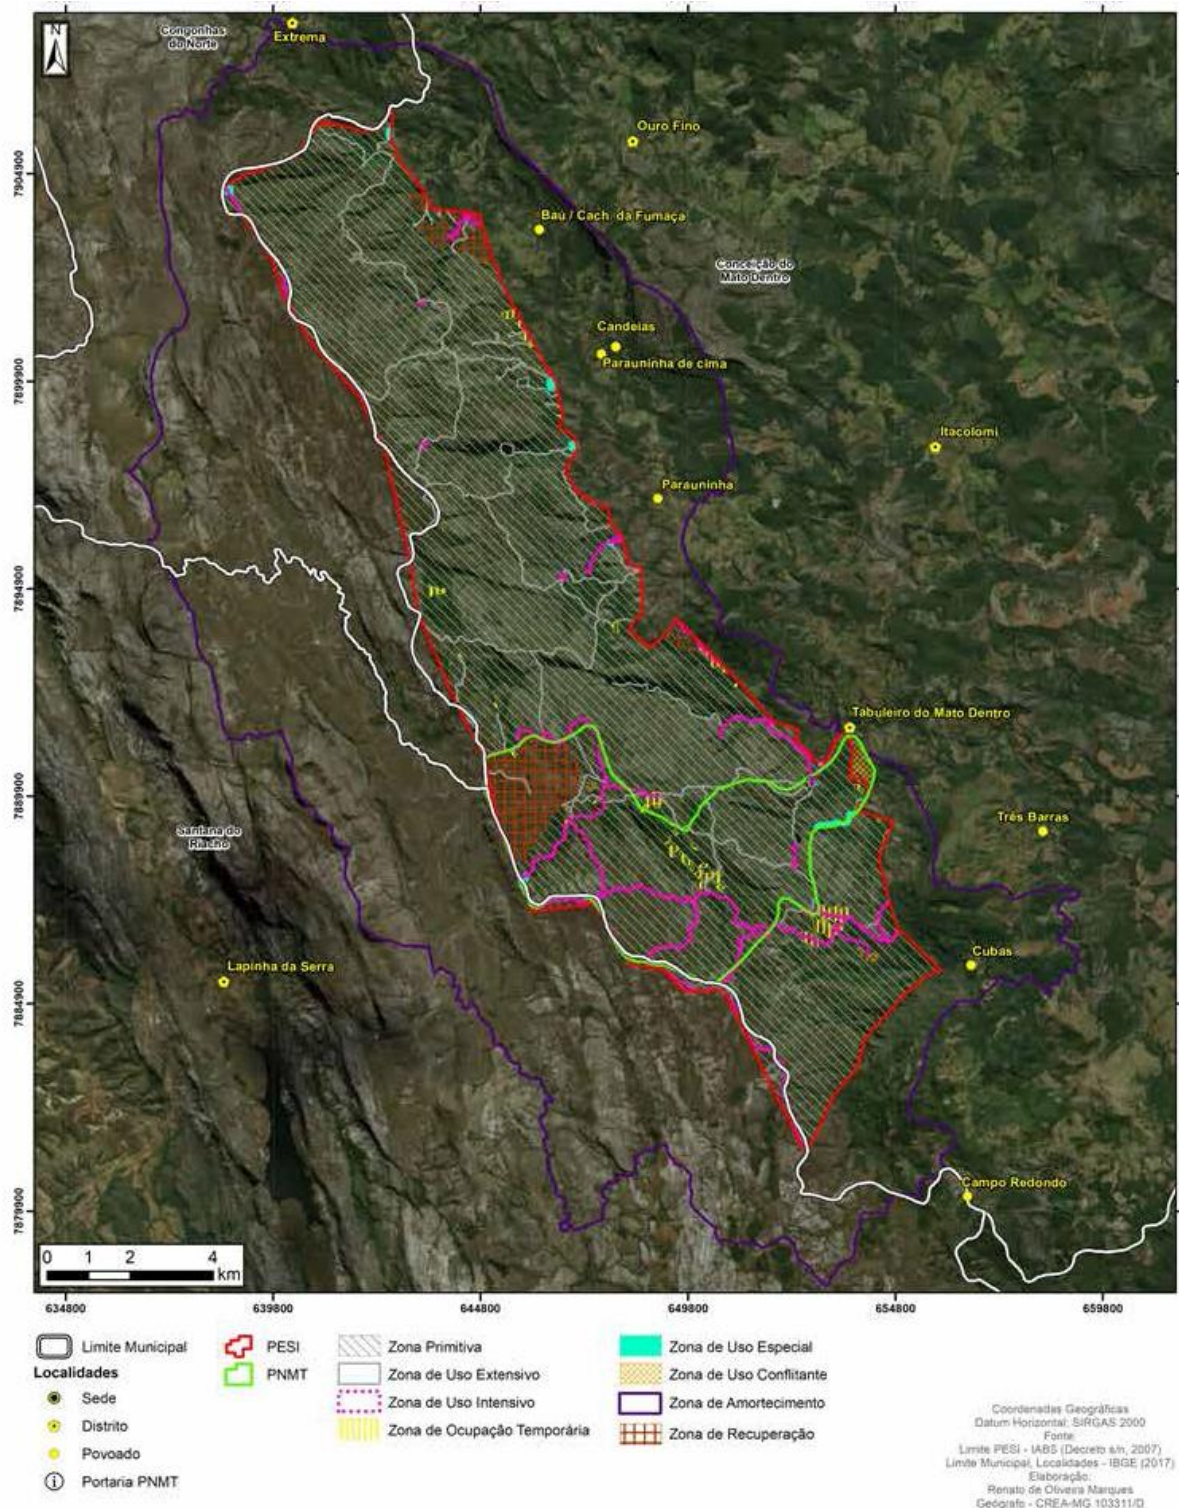 N
Congonhas
do Norte
Extrema
Ouro Fino
Baú / Cach. da Fumaça
Conceição do
Mato Dentro
Candeias
Parauninha de cima
Itacolomi
Parauninha
Tabuleiro do Mato Dentro
Três Barras
Santana do
Riacho
Lapinha da Serra
Cubas
Campo Redondo
7904900
7899900
7894900
7889900
7884900
7879900
0 1 2 4
km
634800 639800 644800 649800 654800 659800
Limite Municipal
Localidades
Sede
Distrito
Povoado
Portaria PNMT
PESI
PNMT
Zona Primitiva
Zona de Uso Extensivo
Zona de Uso Intensivo
Zona de Ocupação Temporária
Zona de Uso Especial
Zona de Uso Conflitante
Zona de Amortecimento
Zona de Recuperação
Coordenadas Geográficas
Datum Horizontal: SIRGAS 2000
Fonte:
Limite PESI - IABS (Decreto s/n, 2007)
Limite Municipal, Localidades - IBGE (2017)
Elaboração:
Renato de Oliveira Marques
Geógrafo - CREA-MG 103311/D